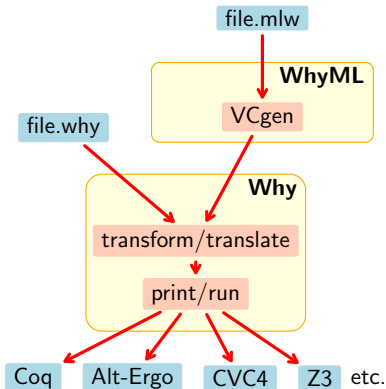 file.mlw
WhyML
VCgen
file.why
Why
transform/translate
print/run
Coq Alt-Ergo CVC4 Z3 etc.